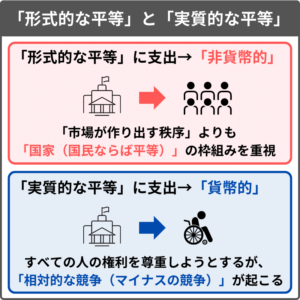 「形式的な平等」と「実質的な平等」
「形式的な平等」に支出→「非貨幣的」
「市場が作り出す秩序」よりも
「国家（国民ならば平等）」の枠組みを重視
「実質的な平等」に支出→「貨幣的」
すべての人の権利を尊重しようとするが、
「相対的な競争（マイナスの競争）」が起こる